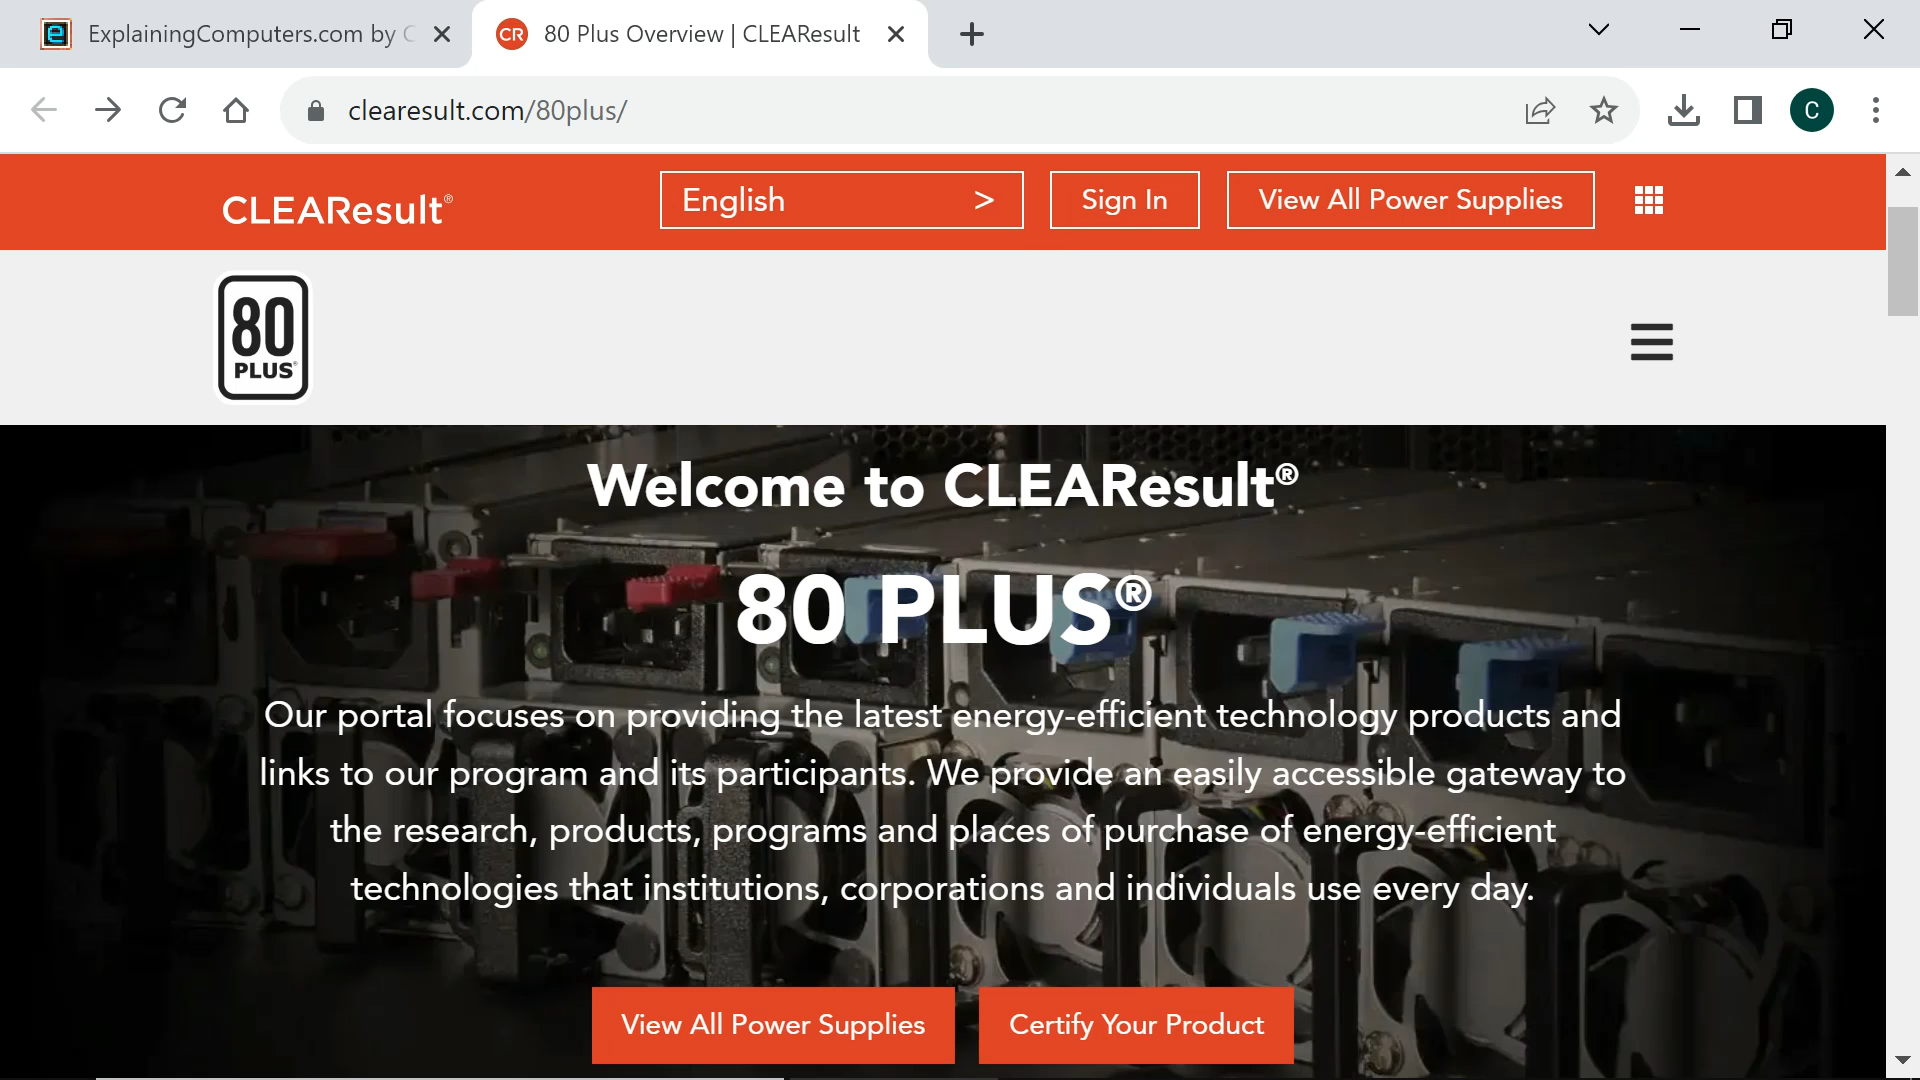 ExplainingComputers.com by C
CR 80 Plus Overview | CLEAResult
clearesult.com/80plus/
C
CLEAResult®
English >
Sign In
View All Power Supplies
80
PLUS®
Welcome to CLEAResult®
80 PLUS®
Our portal focuses on providing the latest energy-efficient technology products and
links to our program and its participants. We provide an easily accessible gateway to
the research, products, programs and places of purchase of energy-efficient
technologies that institutions, corporations and individuals use every day.
View All Power Supplies
Certify Your Product